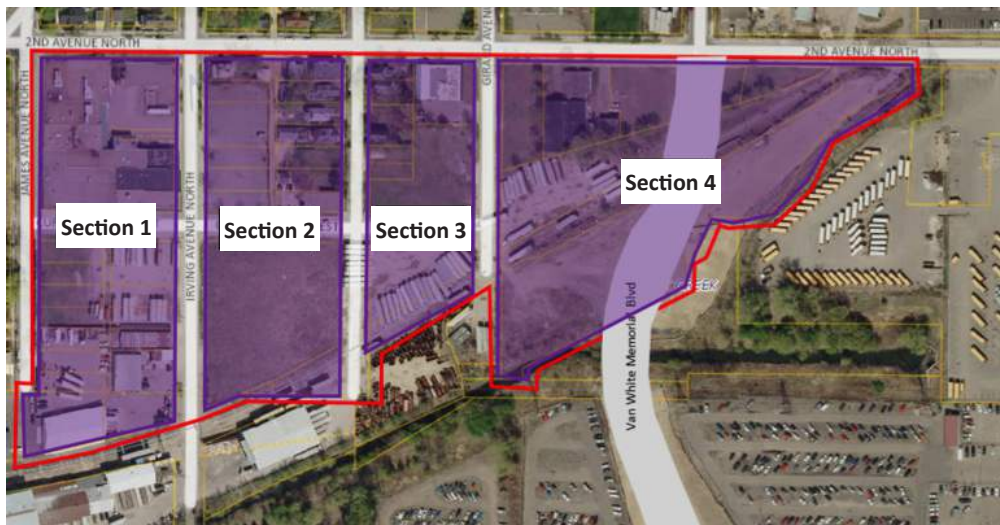 2ND AVENUE NORTH
2ND AVENUE NORTH
JAMES AVENUE NORTH
IRVING AVENUE NORTH
GIRARD AVENUE
Section 1
Section 2
Section 3
Section 4
CREEK
Van White Memorial Blvd